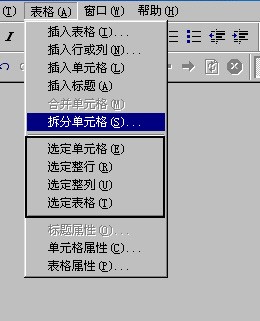 (T) 表格(A) 窗口(W) 帮助(H)
I
插入表格(I)...
插入行或列(N)...
插入单元格(L)
插入标题(A)
合并单元格(M)
拆分单元格(S)...
选定单元格(E)
选定整行(R)
选定整列(U)
选定表格(T)
标题属性(O)...
单元格属性(C)...
表格属性(P)...